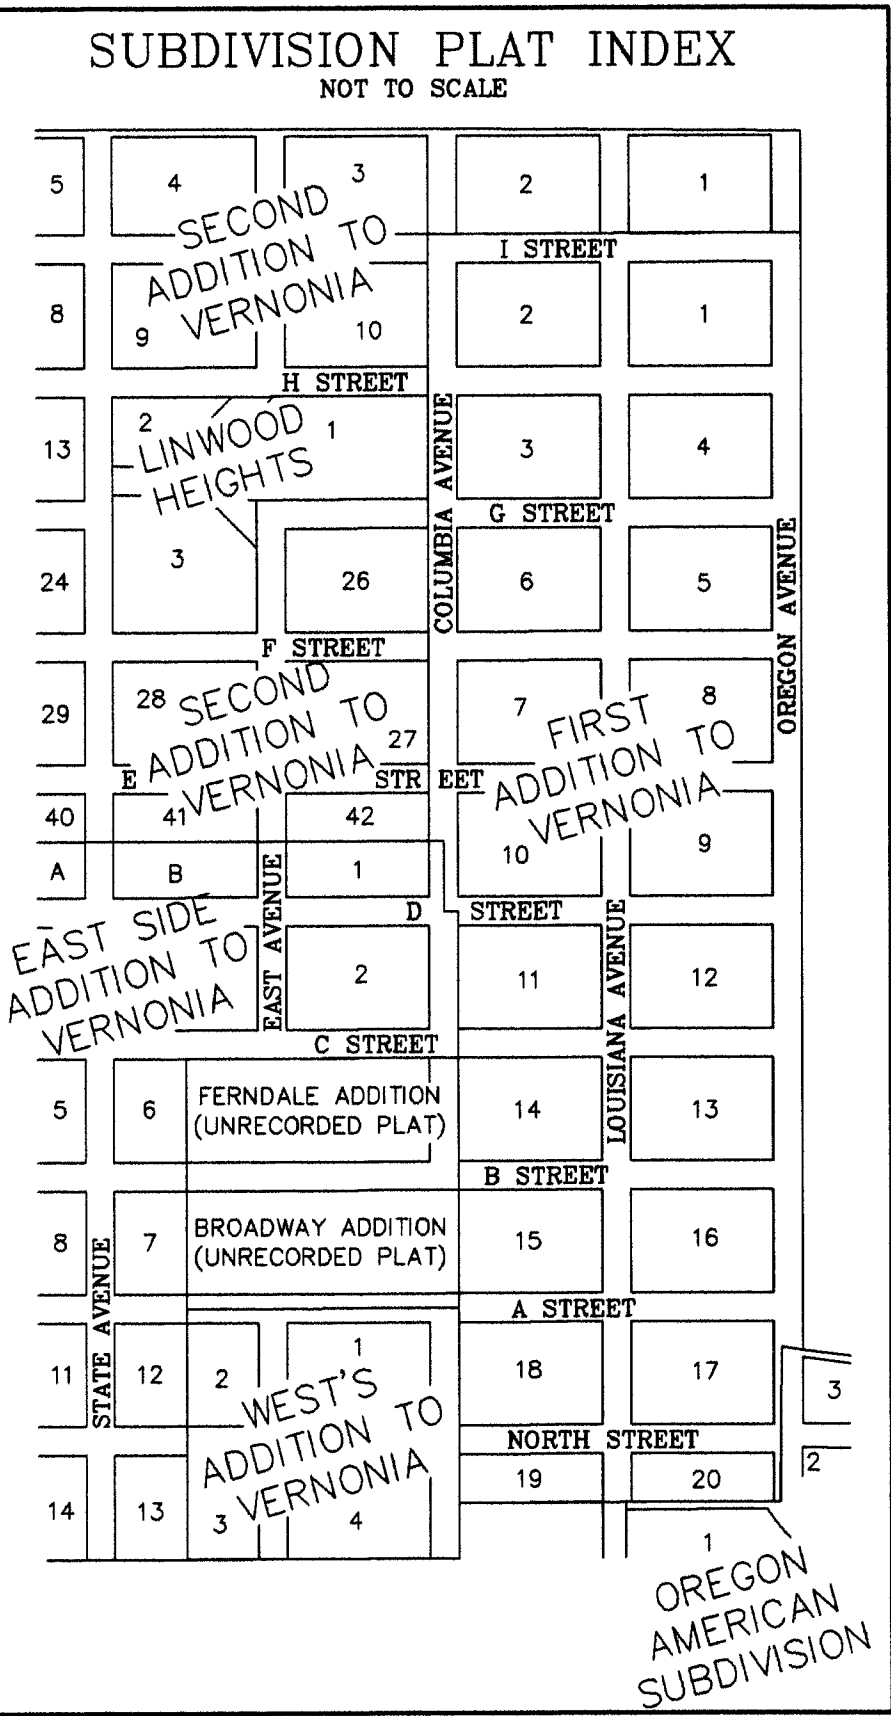 SUBDIVISION PLAT INDEX
NOT TO SCALE
5 4 3 2 1
SECOND
ADDITION TO
VERNONIA
I STREET
8 9 10 2 1
H STREET
13 2 1 3 4
LINWOOD
HEIGHTS
COLUMBIA AVENUE
G STREET
24 3 26 6 5
OREGON AVENUE
F STREET
29 28 27 7 8
SECOND
ADDITION TO
VERNONIA
FIRST
ADDITION TO
VERNONIA
E STREET
40 41 42 10 9
A B 1
D STREET
EAST AVENUE
LOUISIANA AVENUE
EAST SIDE
ADDITION TO
VERNONIA
2 11 12
C STREET
5 6 14 13
FERNDALE ADDITION
(UNRECORDED PLAT)
B STREET
8 7 15 16
BROADWAY ADDITION
(UNRECORDED PLAT)
STATE AVENUE
A STREET
11 12 2 1 18 17 3
WEST'S
ADDITION TO
VERNONIA
NORTH STREET
14 13 3 4 19 20 2
1
OREGON
AMERICAN
SUBDIVISION